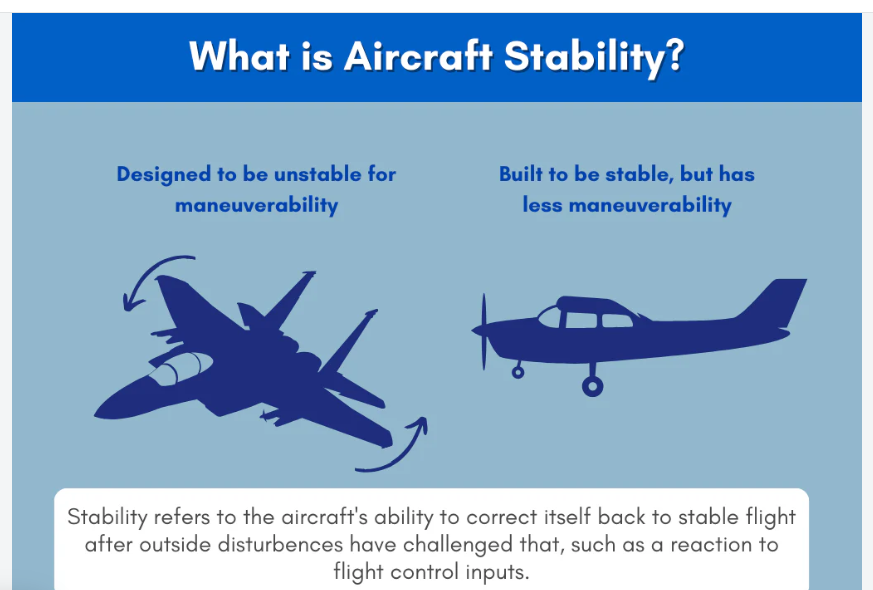 What is Aircraft Stability?
Designed to be unstable for
maneuverability
Built to be stable, but has
less maneuverability
Stability refers to the aircraft's ability to correct itself back to stable flight
after outside disturbences have challenged that, such as a reaction to
flight control inputs.